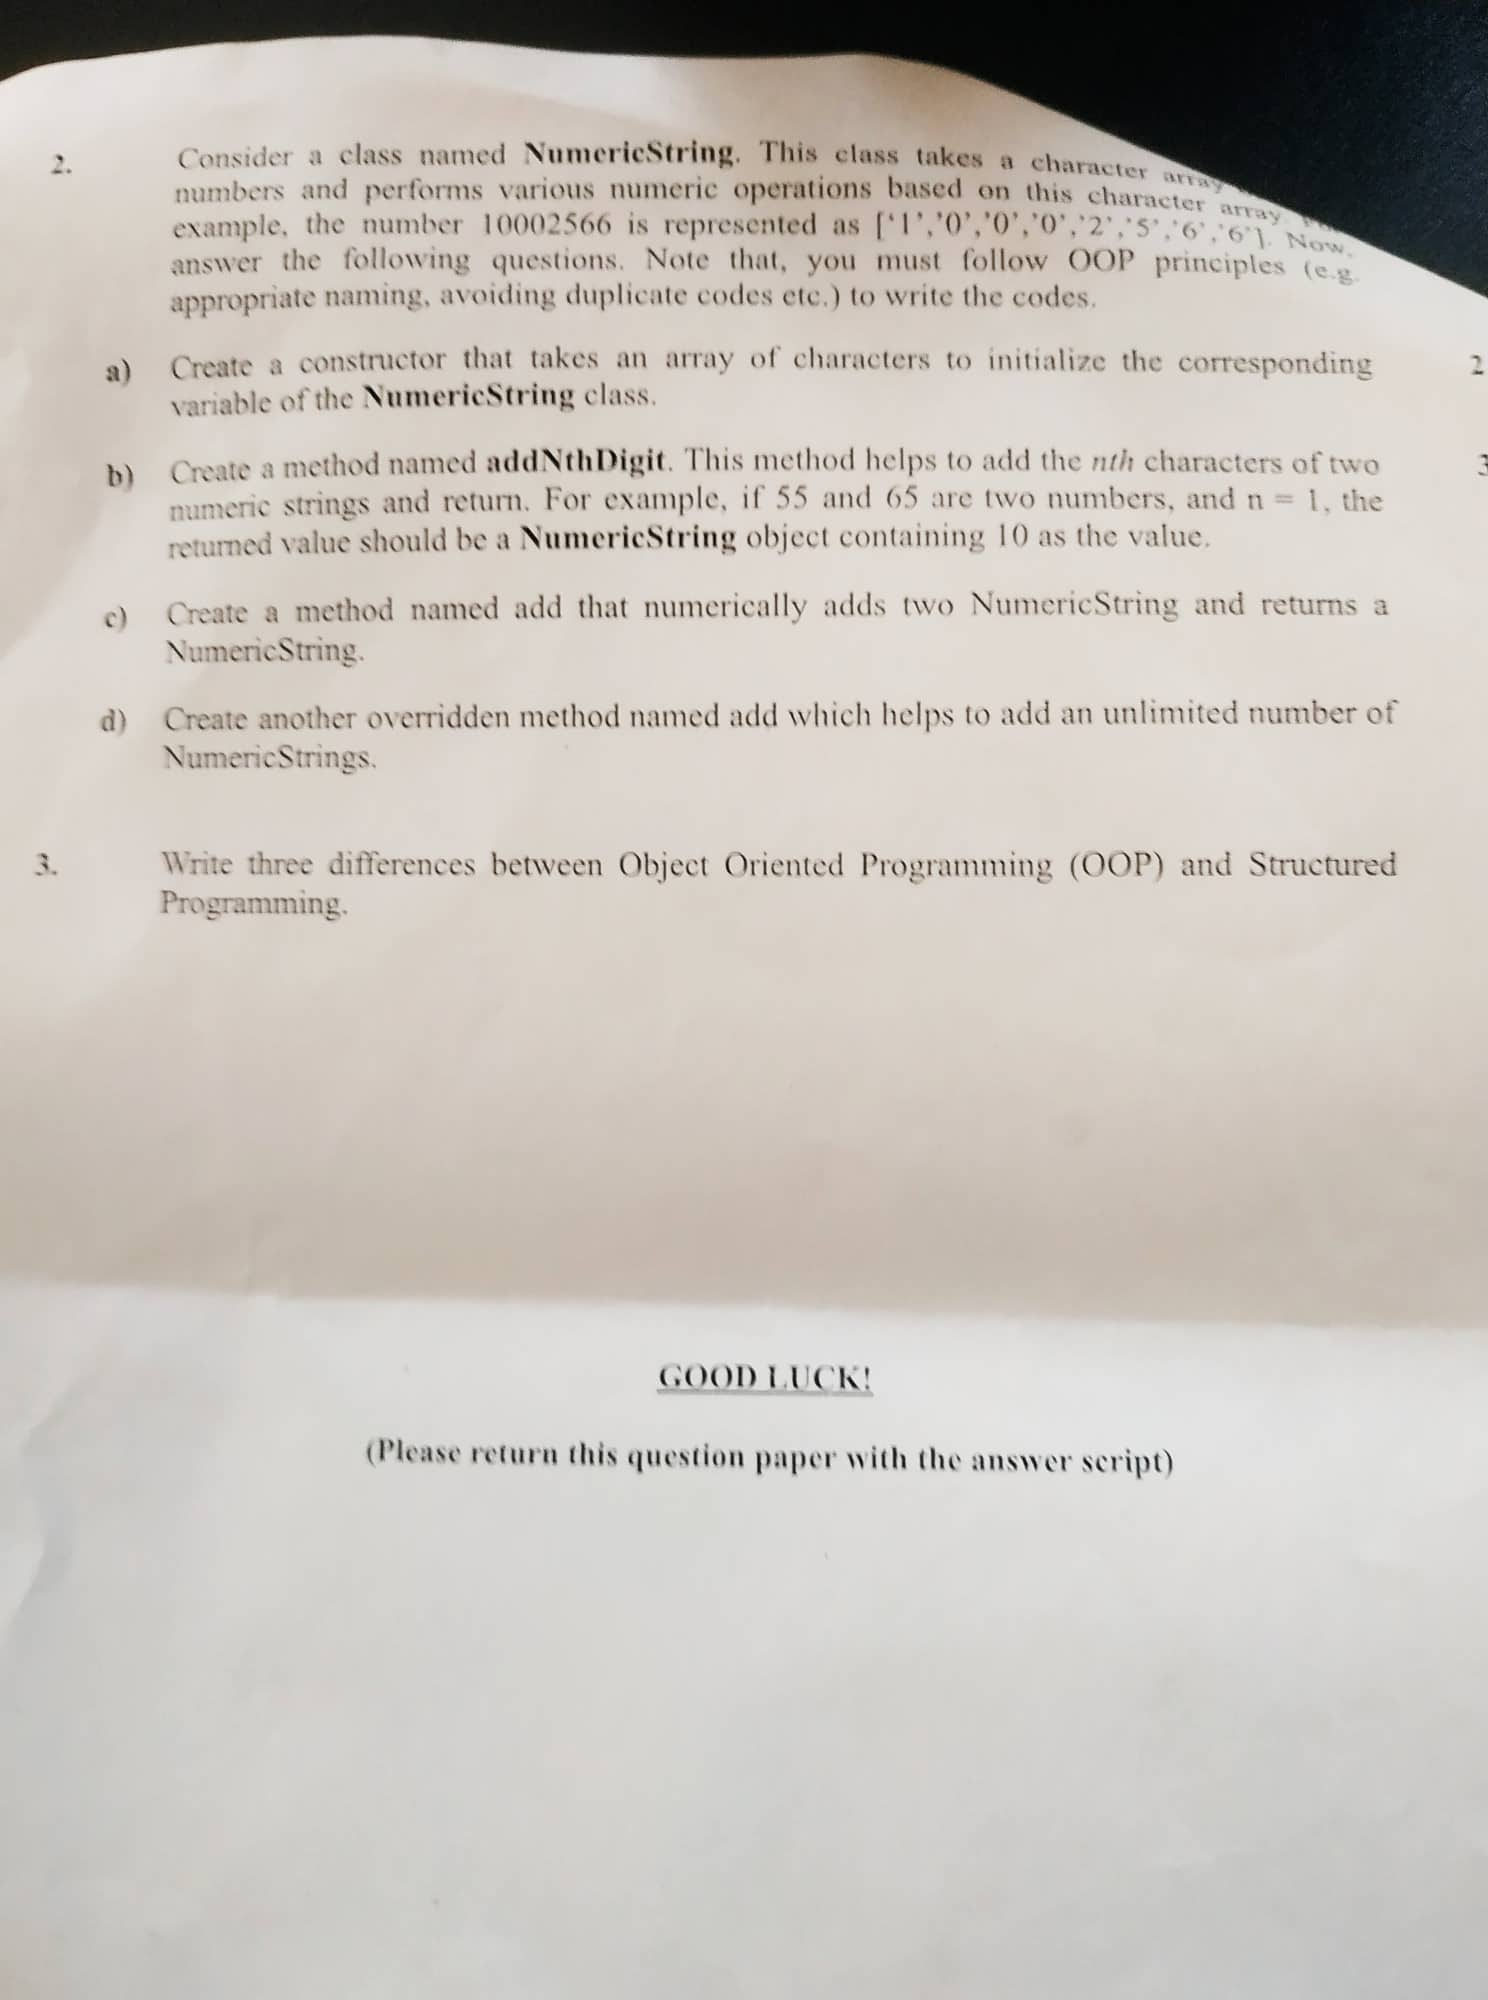 2. Consider a class named NumericString. This class takes a character array
numbers and performs various numeric operations based on this character array.
example, the number 10002566 is represented as ['1','0','0','0','2','5','6','6']. Now,
answer the following questions. Note that, you must follow OOP principles (e.g.
appropriate naming, avoiding duplicate codes etc.) to write the codes.
a) Create a constructor that takes an array of characters to initialize the corresponding 2
variable of the NumericString class.
b) Create a method named addNthDigit. This method helps to add the nth characters of two 3
numeric strings and return. For example, if 55 and 65 are two numbers, and n = 1, the
returned value should be a NumericString object containing 10 as the value.
c) Create a method named add that numerically adds two NumericString and returns a
NumericString.
d) Create another overridden method named add which helps to add an unlimited number of
NumericStrings.
3. Write three differences between Object Oriented Programming (OOP) and Structured
Programming.
GOOD LUCK!
(Please return this question paper with the answer script)